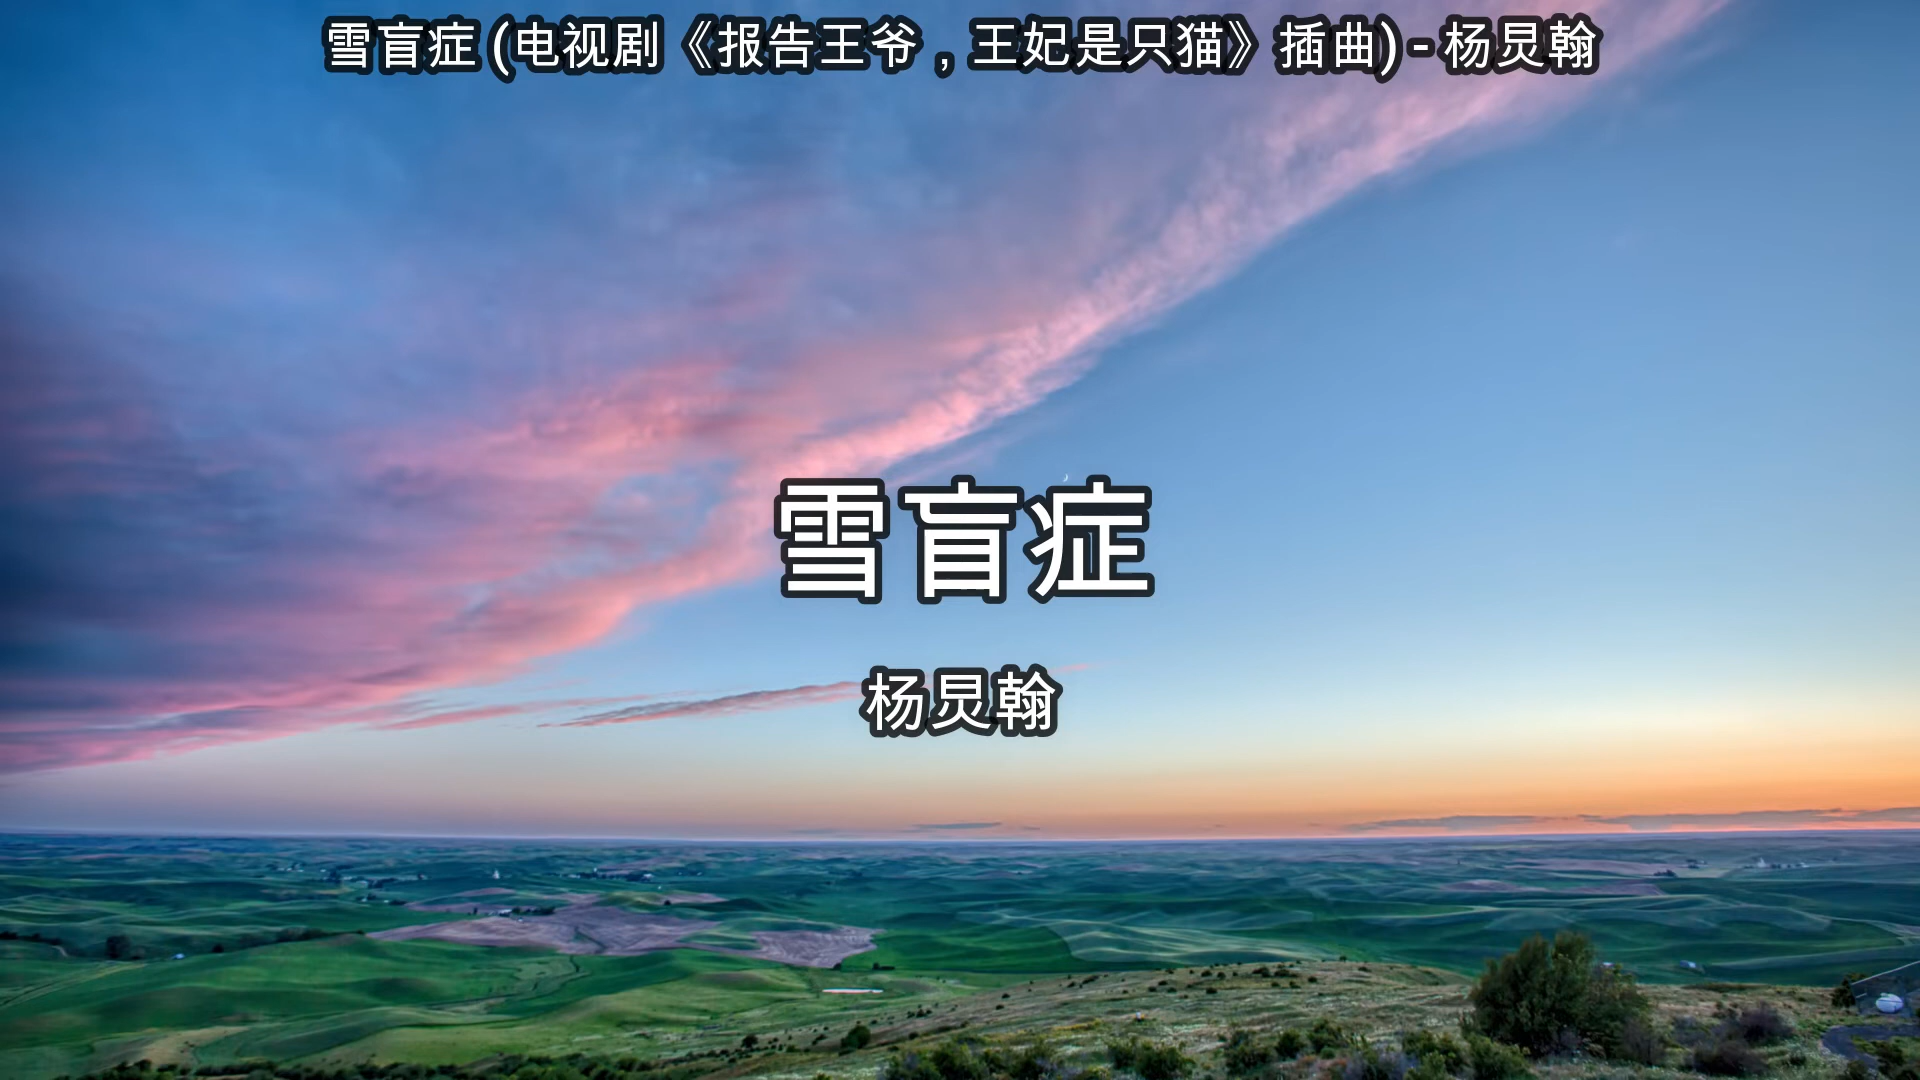 雪盲症 (电视剧《报告王爷，王妃是只猫》插曲) - 杨炅翰
雪盲症
杨炅翰